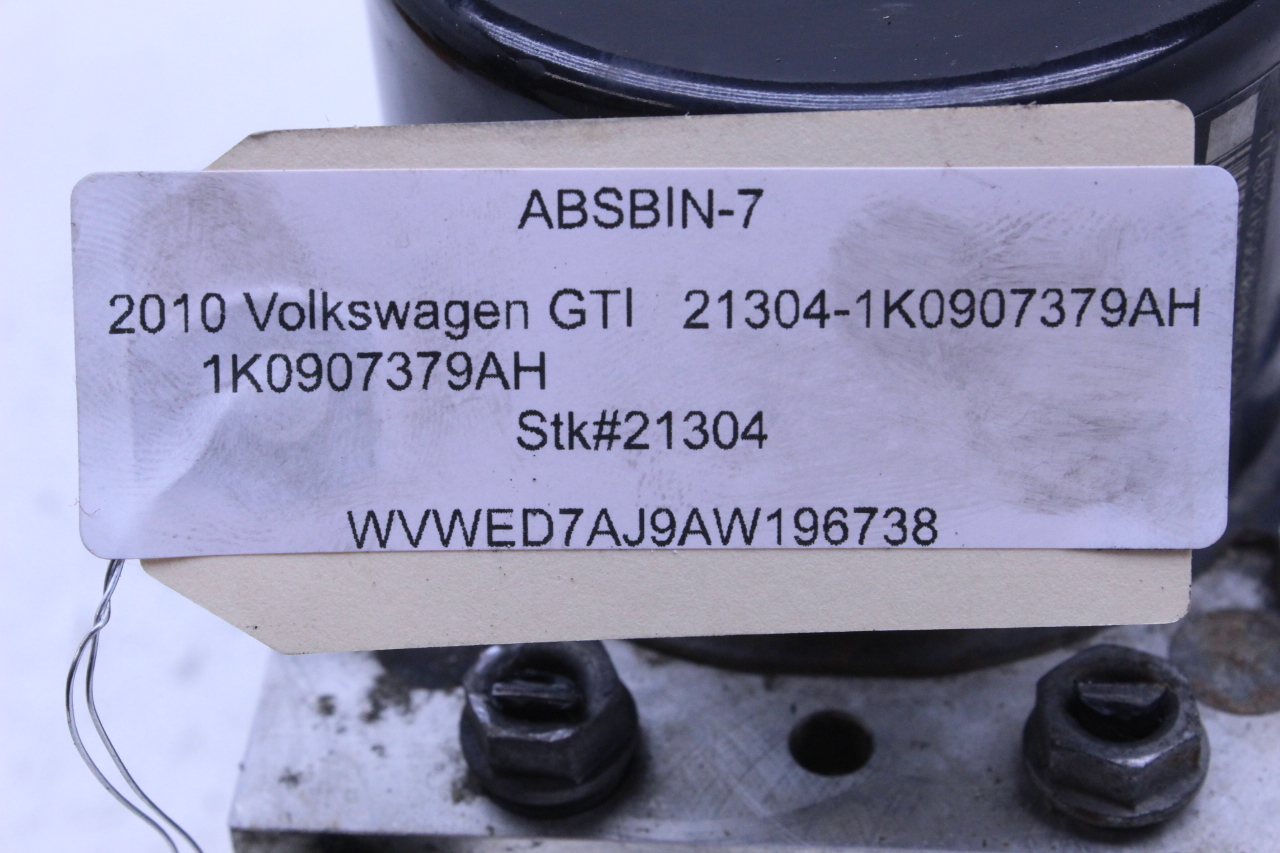 ABSBIN-7
2010 Volkswagen GTI 21304-1K0907379AH
1K0907379AH
Stk#21304
WVWED7AJ9AW196738